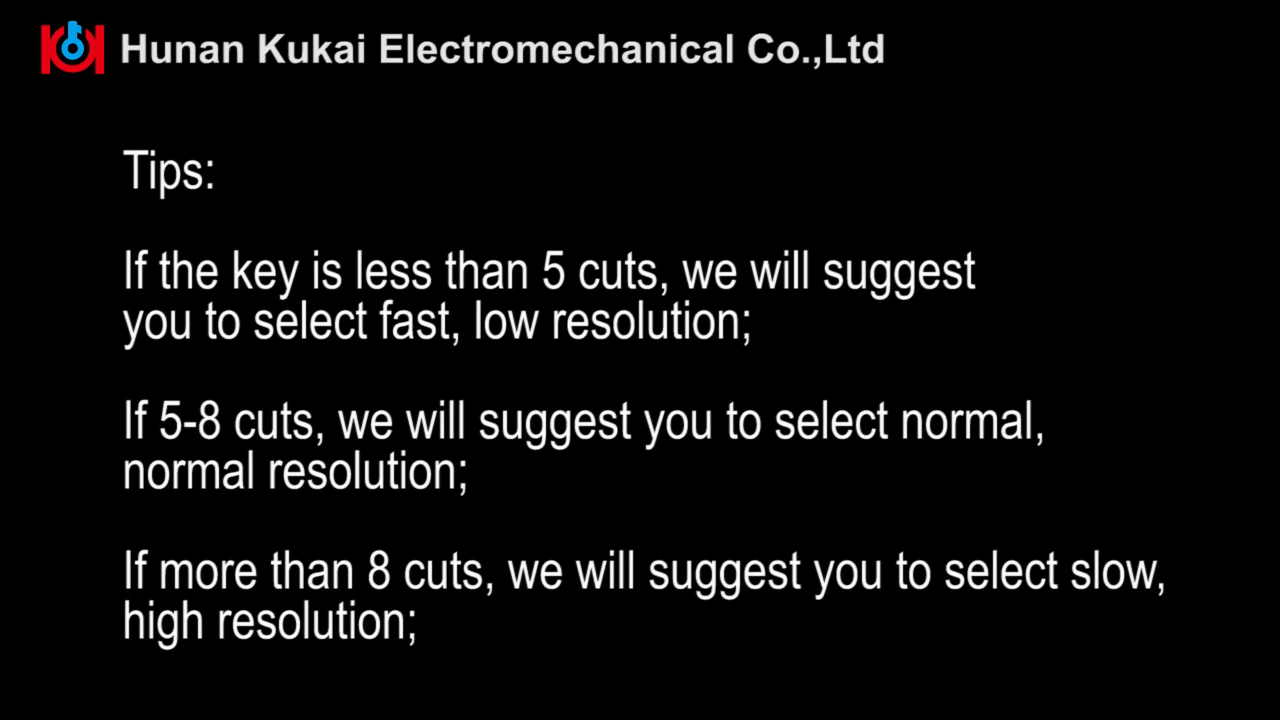 Hunan Kukai Electromechanical Co.,Ltd
Tips:
If the key is less than 5 cuts, we will suggest
you to select fast, low resolution;
If 5-8 cuts, we will suggest you to select normal,
normal resolution;
If more than 8 cuts, we will suggest you to select slow,
high resolution;